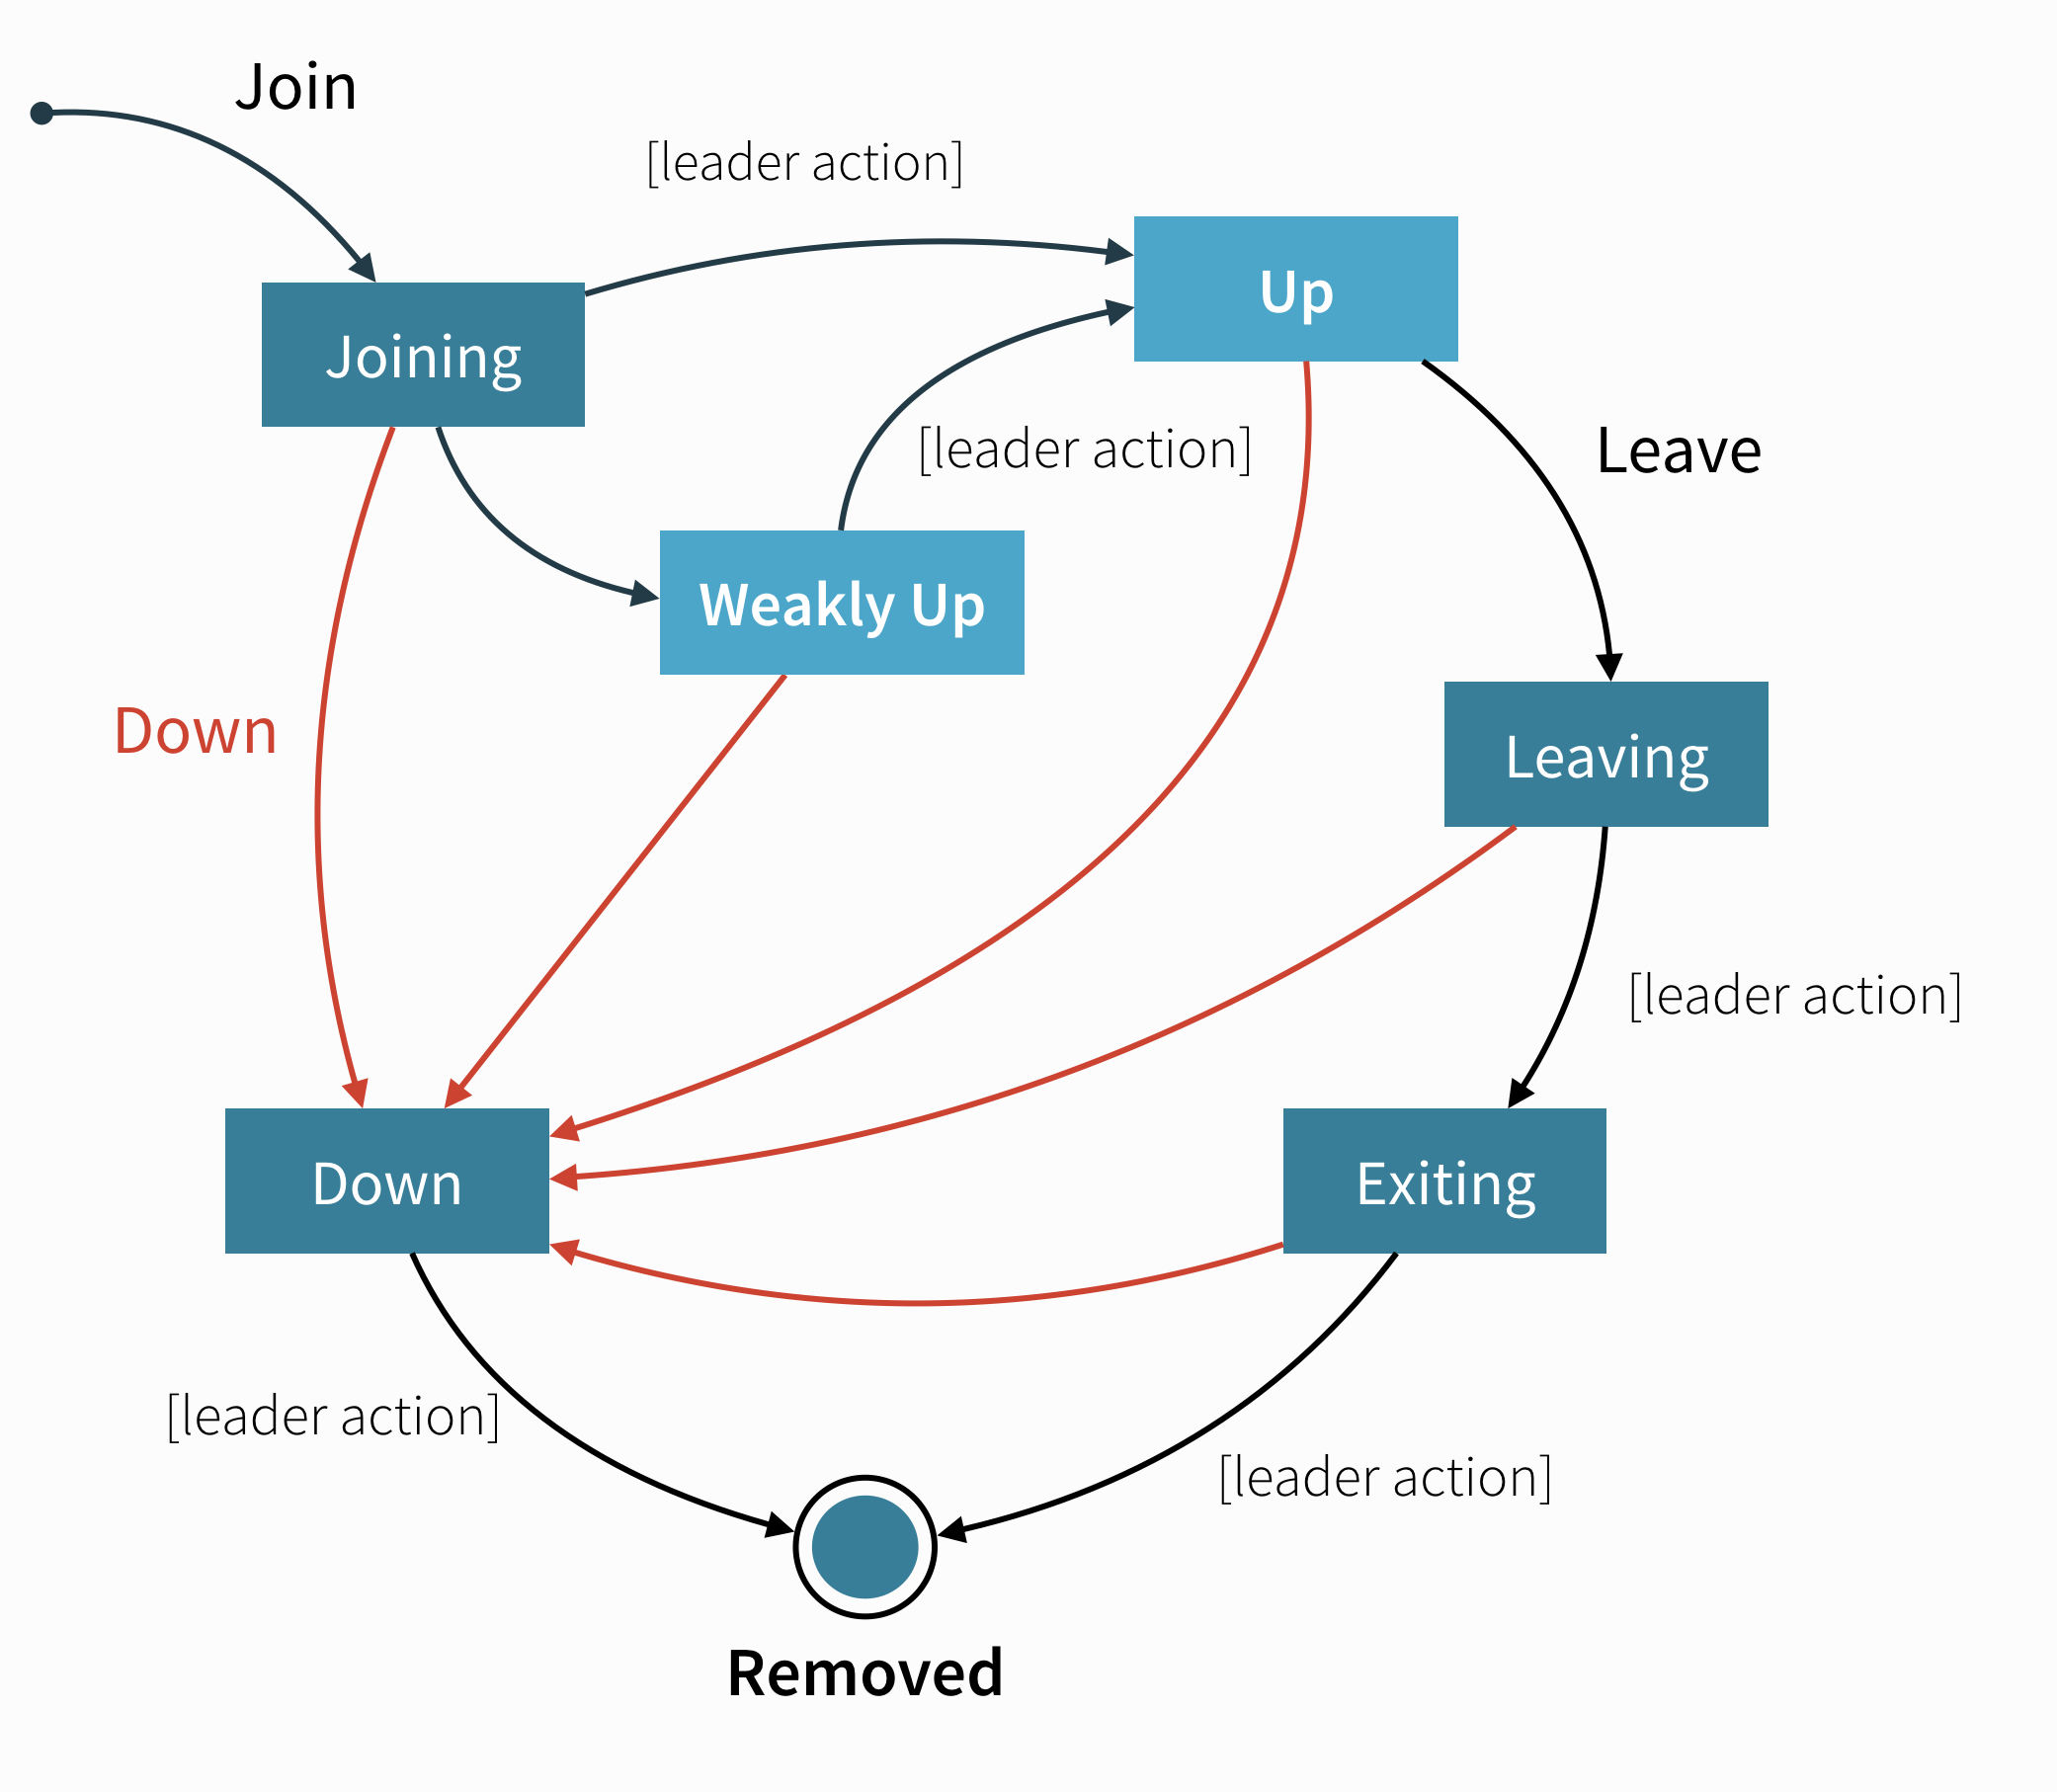 Join
[leader action]
Up
Joining
[leader action]
Leave
Weakly Up
Down
Leaving
[leader action]
Down
Exiting
[leader action]
[leader action]
Removed